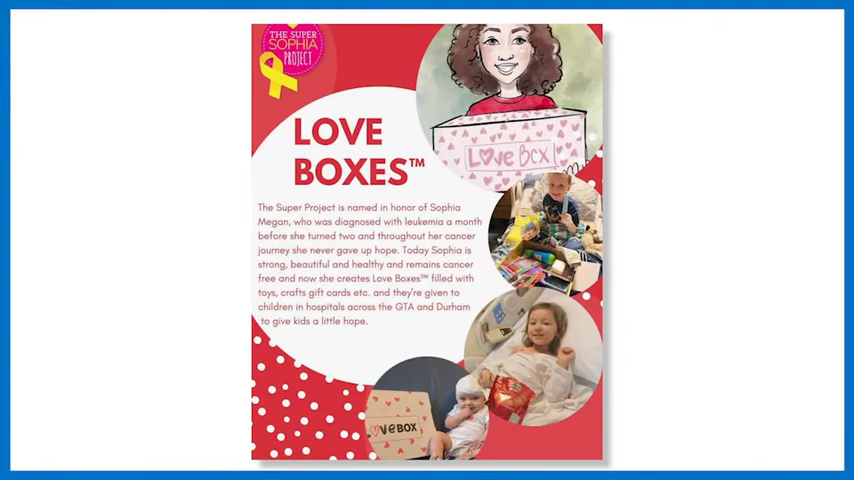 THE SUPER
SOPHIA
PROJECT
LOVE
BOXES™
The Super Project is named in honor of Sophia
Megan, who was diagnosed with leukemia a month
before she turned two and throughout her cancer
journey she never gave up hope. Today Sophia is
strong, beautiful and healthy and remains cancer
free and now she creates Love Boxes™ filled with
toys, crafts gift cards etc. and they're given to
children in hospitals across the GTA and Durham
to give kids a little hope.
Love Box
OVE BOX